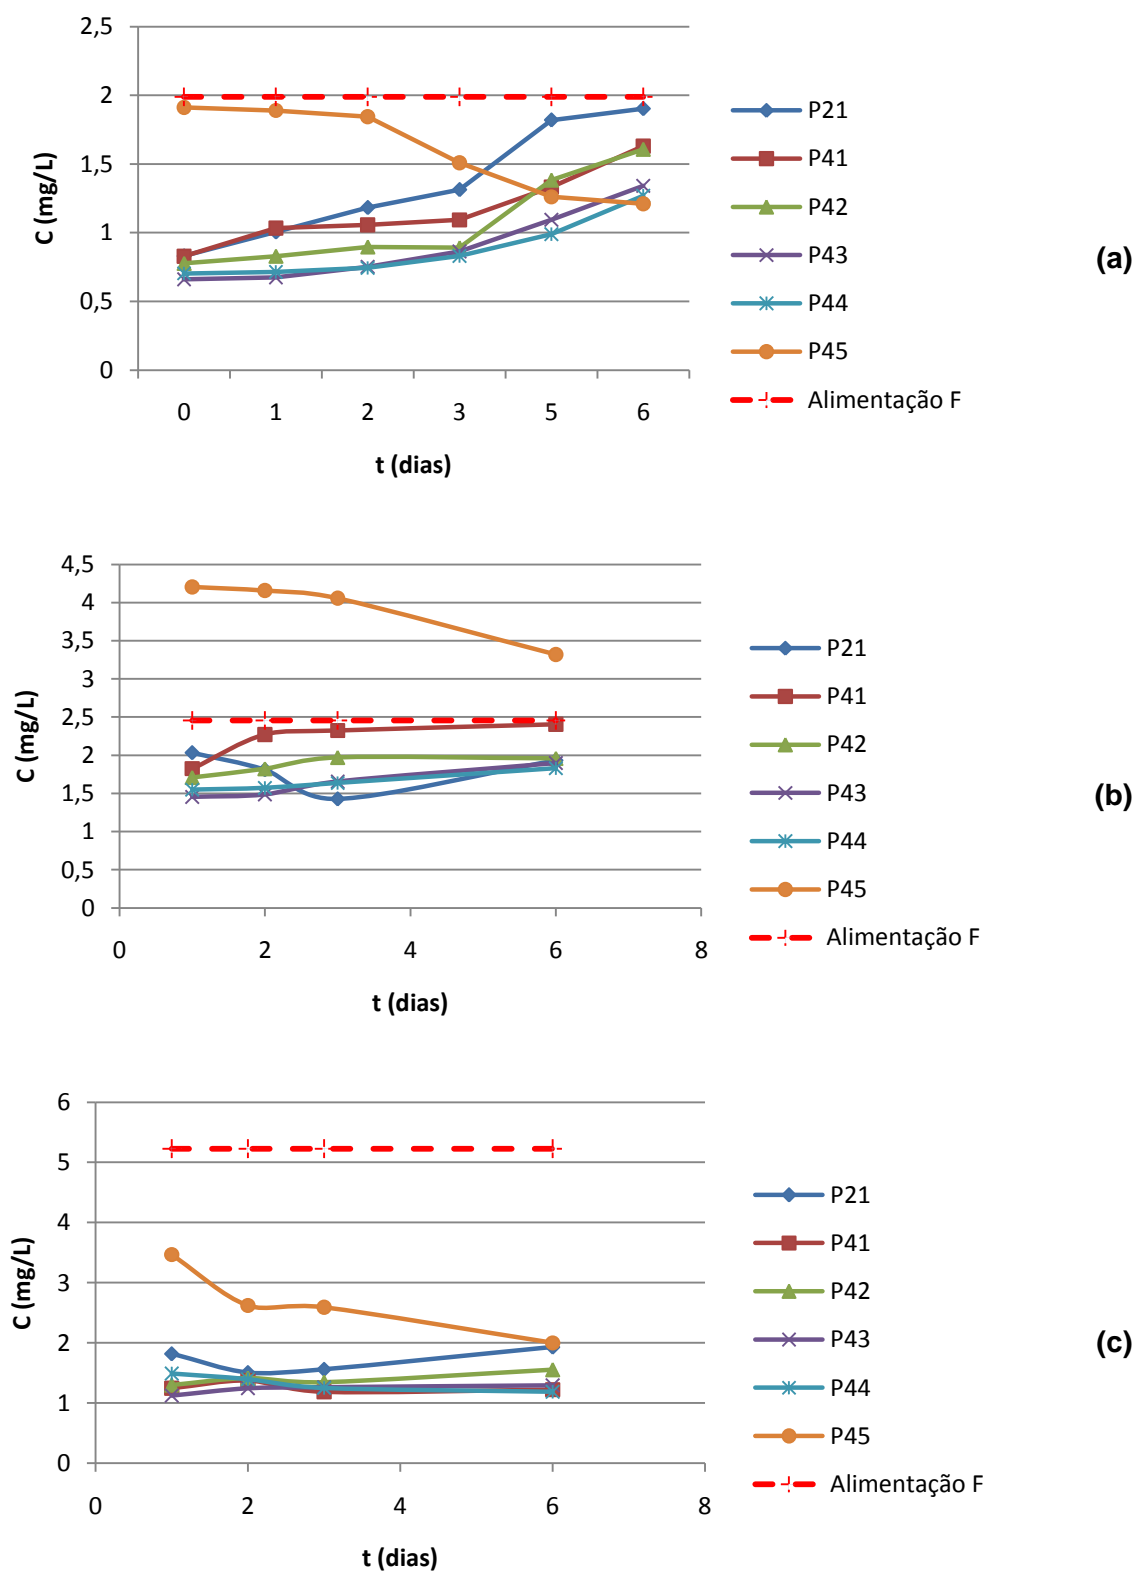 2,5
2
1,5
1
0,5
0
C (mg/L)
0 1 2 3 5 6
t (dias)
P21
P41
P42
P43
P44
P45
Alimentação F
(a)
4,5
4
3,5
3
2,5
2
1,5
1
0,5
0
C (mg/L)
0 2 4 6 8
t (dias)
P21
P41
P42
P43
P44
P45
Alimentação F
(b)
6
5
4
3
2
1
0
C (mg/L)
0 2 4 6 8
t (dias)
P21
P41
P42
P43
P44
P45
Alimentação F
(c)